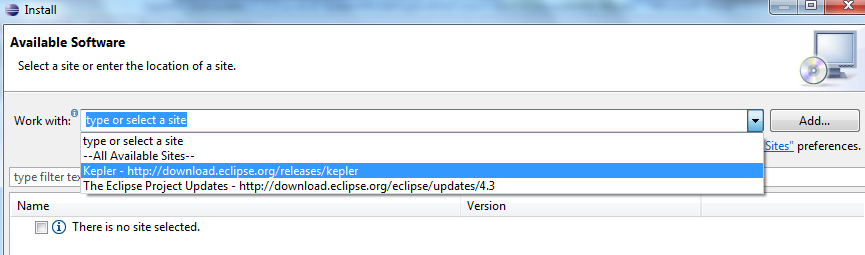 Install
Available Software
Select a site or enter the location of a site.
Work with: type or select a site Add...
type or select a site
--All Available Sites--
Sites" preferences.
Kepler - http://download.eclipse.org/releases/kepler
type filter tex
The Eclipse Project Updates - http://download.eclipse.org/eclipse/updates/4.3
Name Version
There is no site selected.